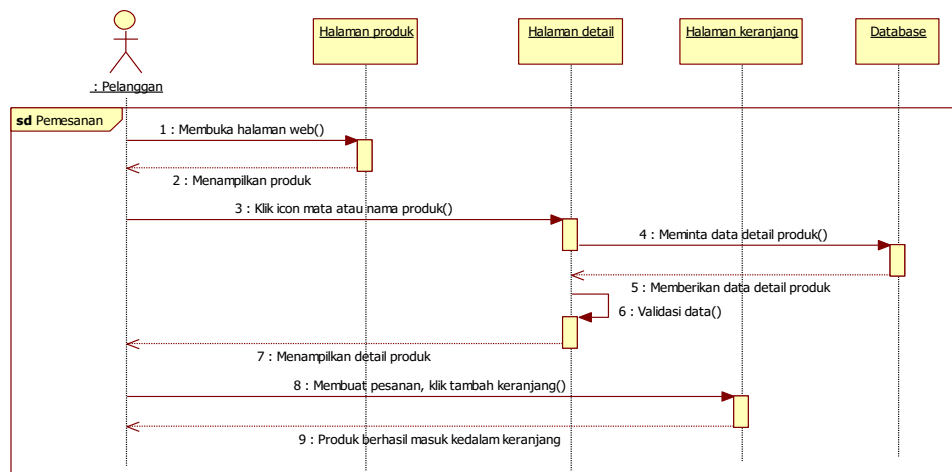 Halaman produk
Halaman detail
Halaman keranjang
Database
: Pelanggan
sd Pemesanan
1 : Membuka halaman web()
2 : Menampilkan produk
3 : Klik icon mata atau nama produk()
4 : Meminta data detail produk()
5 : Memberikan data detail produk
6 : Validasi data()
7 : Menampilkan detail produk
8 : Membuat pesanan, klik tambah keranjang()
9 : Produk berhasil masuk kedalam keranjang